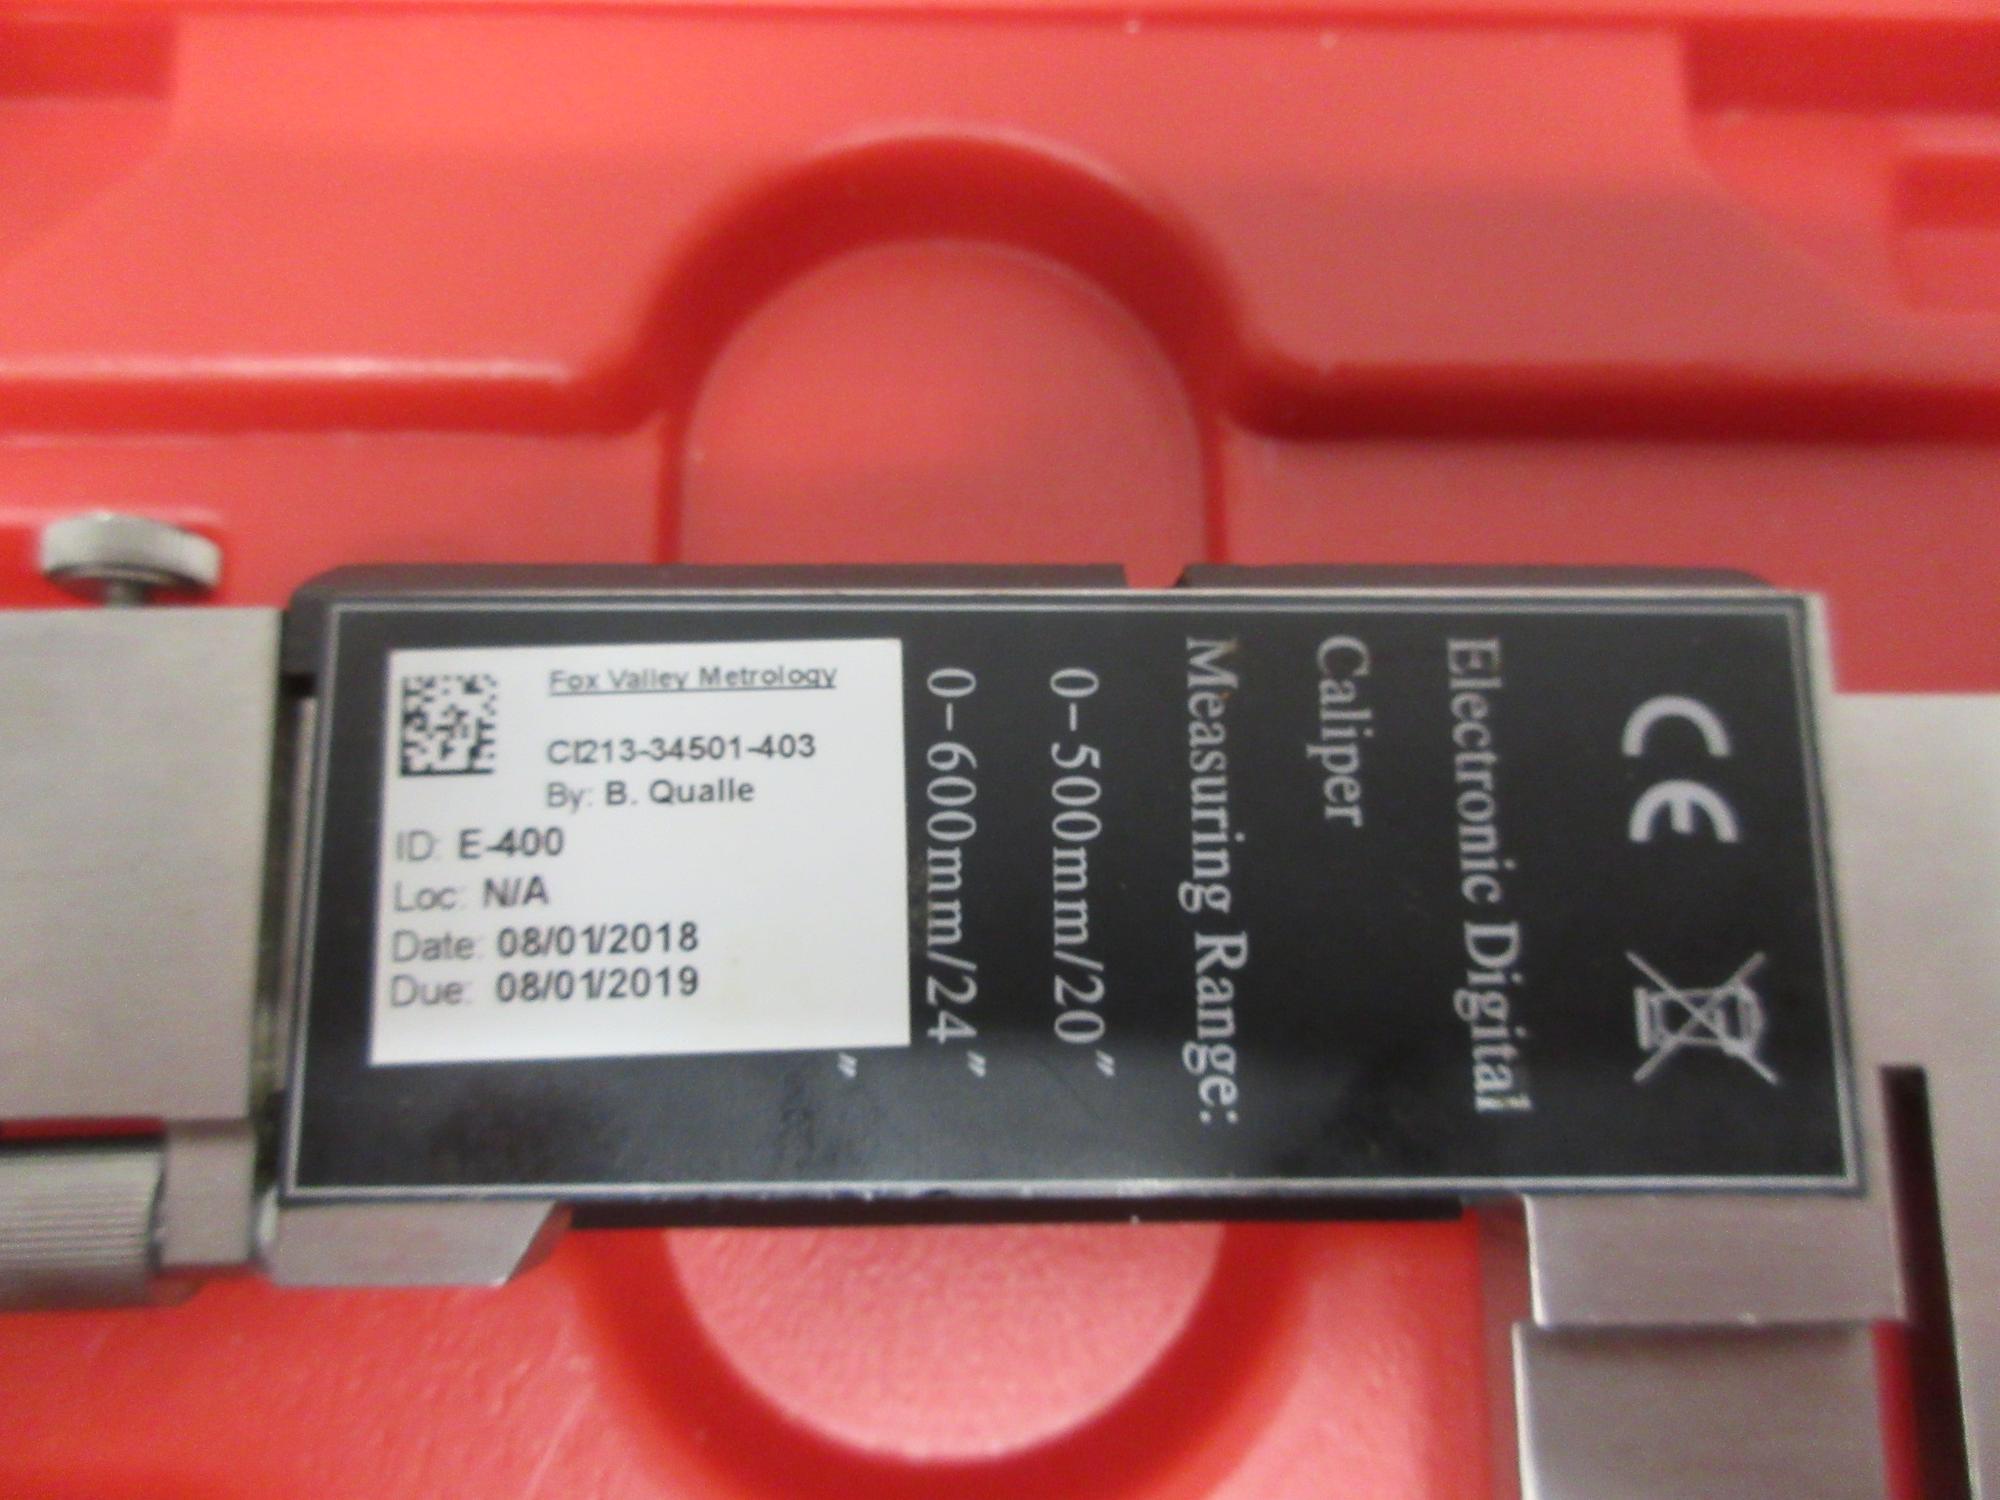 Fox Valley Metrology
CI213-34501-403
By: B. Qualle
ID: E-400
Loc: N/A
Date: 08/01/2018
Due: 08/01/2019
CE
Electronic Digital
Caliper
Measuring Range:
0-500mm/20"
0-600mm/24"
"